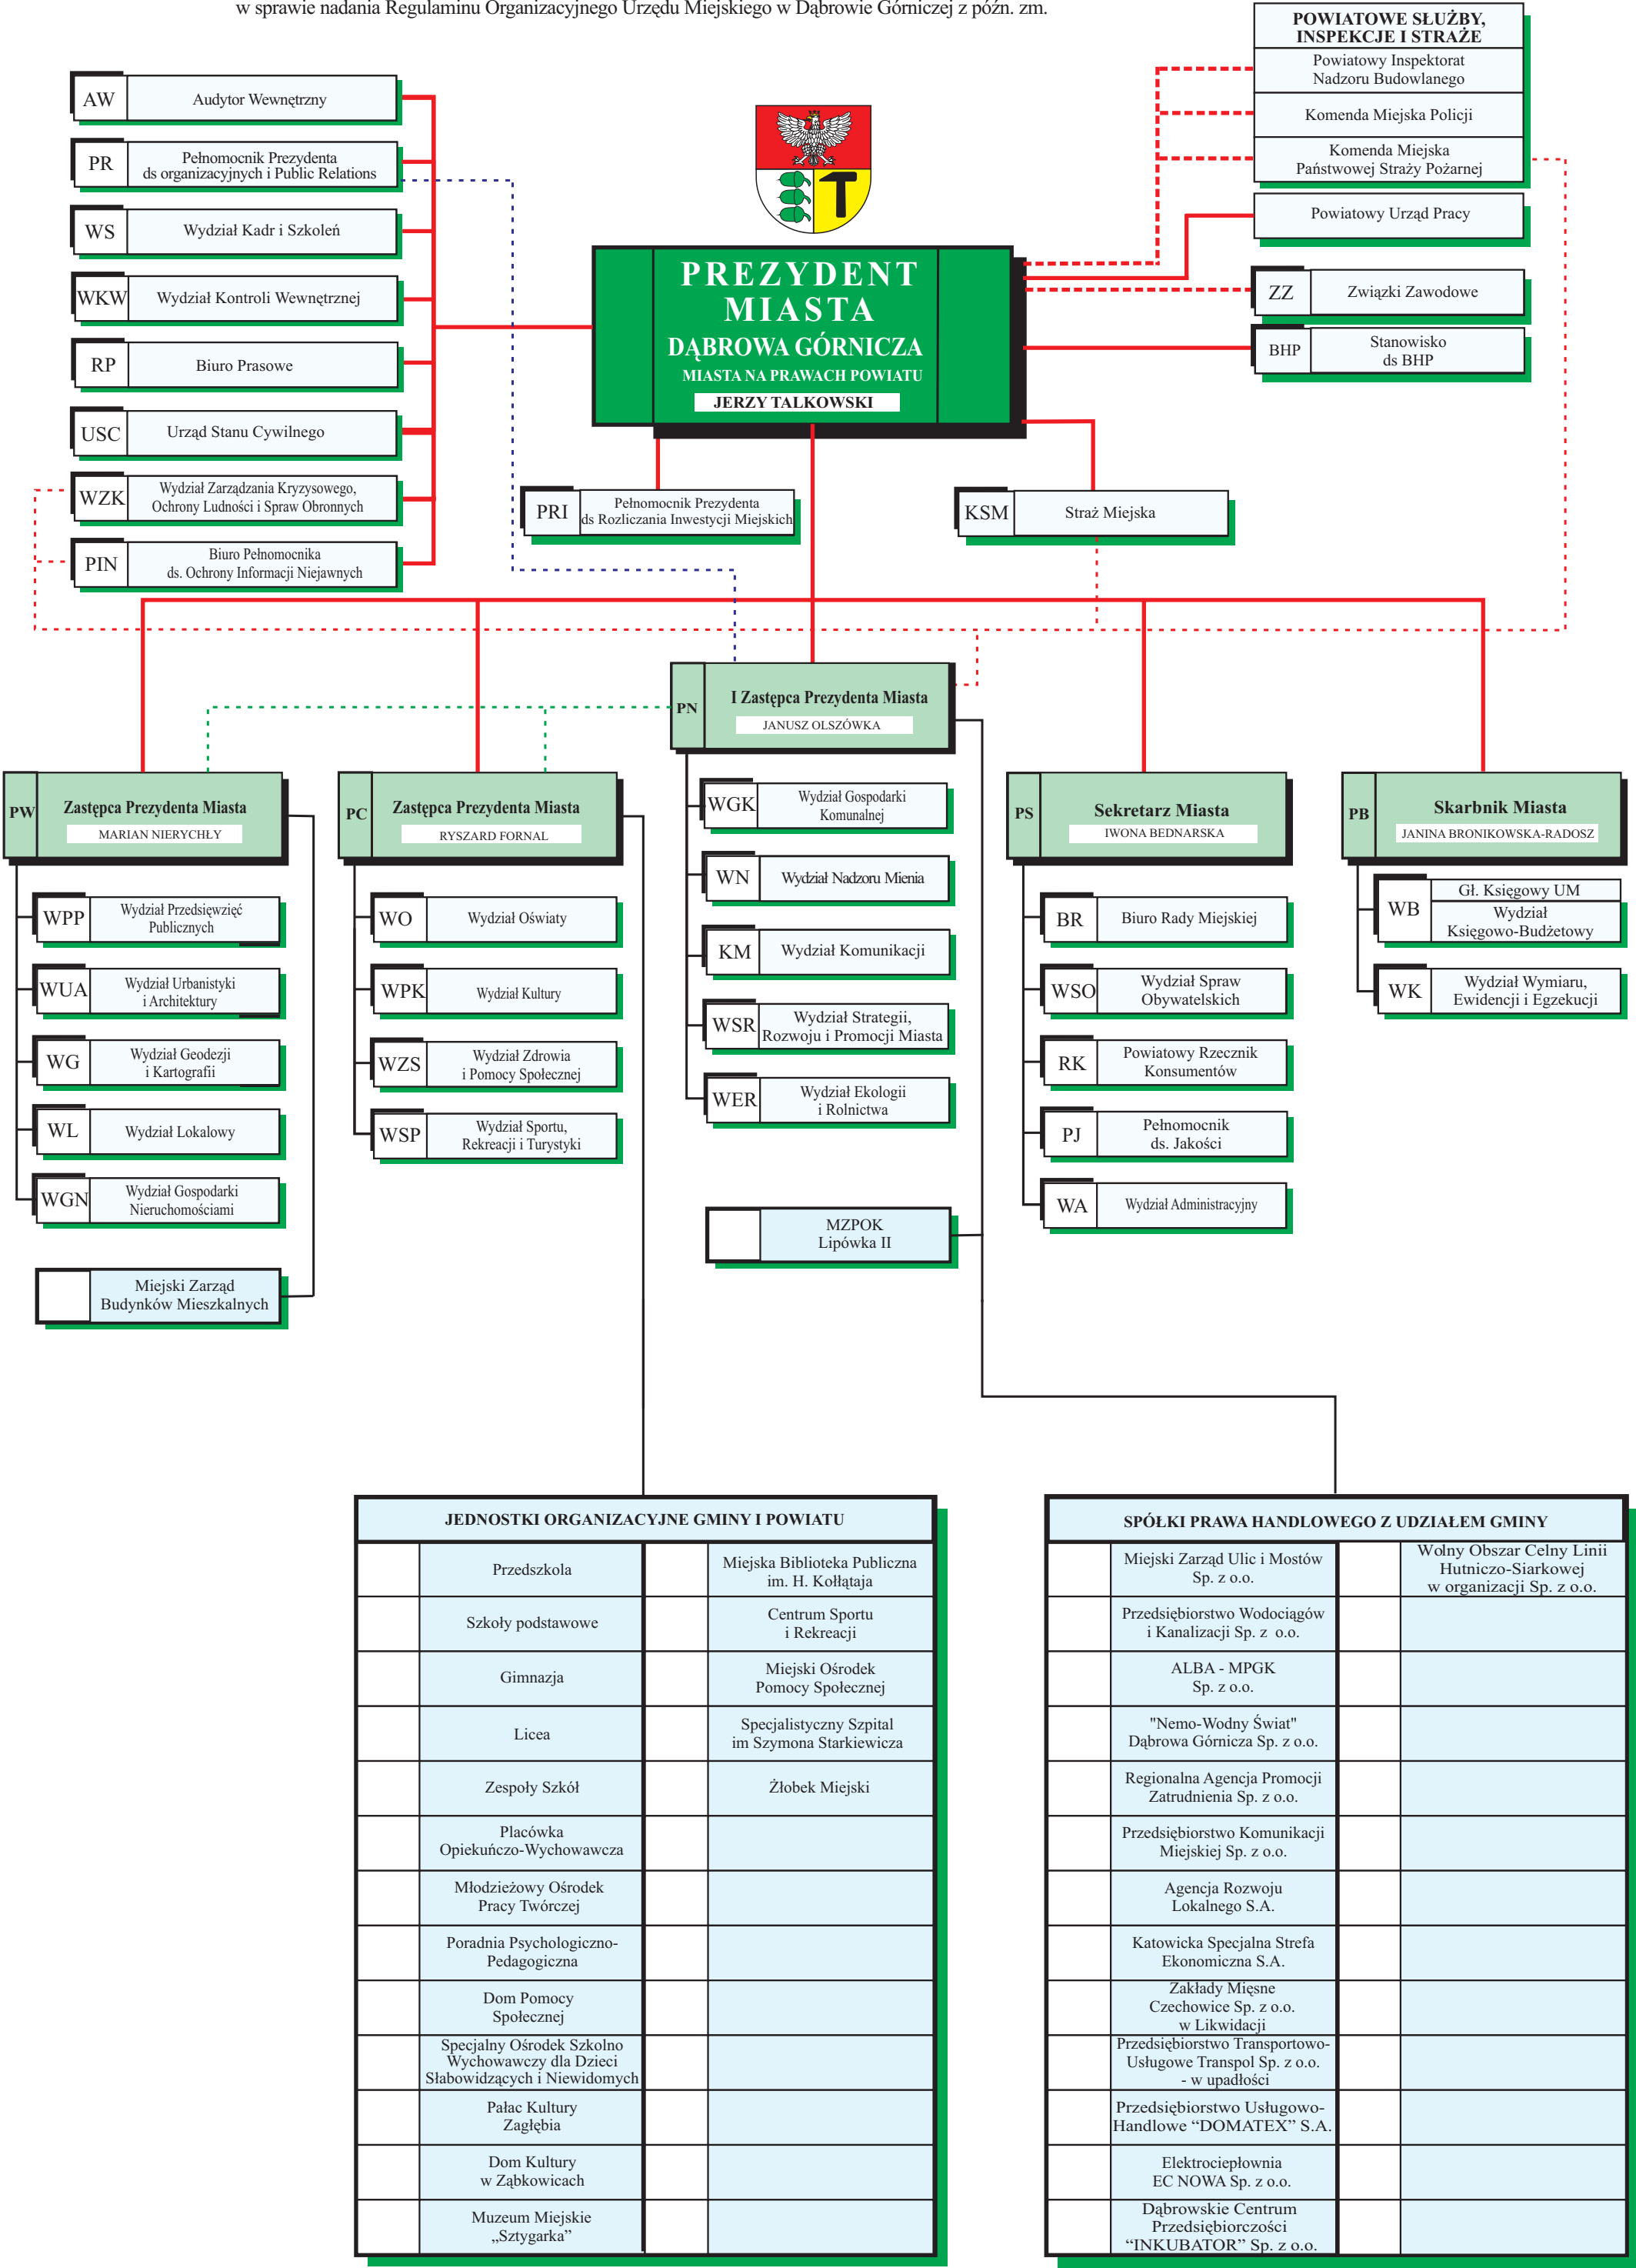 w sprawie nadania Regulaminu Organizacyjnego Urzędu Miejskiego w Dąbrowie Górniczej z późn. zm.
AW
Audytor Wewnętrzny
PR
Pełnomocnik Prezydenta
ds organizacyjnych i Public Relations
WS
Wydział Kadr i Szkoleń
WKW
Wydział Kontroli Wewnętrznej
RP
Biuro Prasowe
USC
Urząd Stanu Cywilnego
WZK
Wydział Zarządzania Kryzysowego,
Ochrony Ludności i Spraw Obronnych
PIN
Biuro Pełnomocnika
ds. Ochrony Informacji Niejawnych
PREZYDENT
MIASTA
DĄBROWA GÓRNICZA
MIASTA NA PRAWACH POWIATU
JERZY TALKOWSKI
POWIATOWE SŁUŻBY,
INSPEKCJE I STRAŻE
Powiatowy Inspektorat
Nadzoru Budowlanego
Komenda Miejska Policji
Komenda Miejska
Państwowej Straży Pożarnej
Powiatowy Urząd Pracy
ZZ
Związki Zawodowe
BHP
Stanowisko
ds BHP
PRI
Pełnomocnik Prezydenta
ds Rozliczania Inwestycji Miejskich
KSM
Straż Miejska
PN
I Zastępca Prezydenta Miasta
JANUSZ OLSZÓWKA
PW
Zastępca Prezydenta Miasta
MARIAN NIERYCHŁY
PC
Zastępca Prezydenta Miasta
RYSZARD FORNAL
PS
Sekretarz Miasta
IWONA BEDNARSKA
PB
Skarbnik Miasta
JANINA BRONIKOWSKA-RADOSZ
WPP
Wydział Przedsięwzięć
Publicznych
WUA
Wydział Urbanistyki
i Architektury
WG
Wydział Geodezji
i Kartografii
WL
Wydział Lokalowy
WGN
Wydział Gospodarki
Nieruchomościami
Miejski Zarząd
Budynków Mieszkalnych
WO
Wydział Oświaty
WPK
Wydział Kultury
WZS
Wydział Zdrowia
i Pomocy Społecznej
WSP
Wydział Sportu,
Rekreacji i Turystyki
WGK
Wydział Gospodarki
Komunalnej
WN
Wydział Nadzoru Mienia
KM
Wydział Komunikacji
WSR
Wydział Strategii,
Rozwoju i Promocji Miasta
WER
Wydział Ekologii
i Rolnictwa
MZPOK
Lipówka II
BR
Biuro Rady Miejskiej
WSO
Wydział Spraw
Obywatelskich
RK
Powiatowy Rzecznik
Konsumentów
PJ
Pełnomocnik
ds. Jakości
WA
Wydział Administracyjny
WB
Gł. Księgowy UM
Wydział
Księgowo-Budżetowy
WK
Wydział Wymiaru,
Ewidencji i Egzekucji
JEDNOSTKI ORGANIZACYJNE GMINY I POWIATU
Przedszkola
Szkoły podstawowe
Gimnazja
Licea
Zespoły Szkół
Placówka
Opiekuńczo-Wychowawcza
Młodzieżowy Ośrodek
Pracy Twórczej
Poradnia Psychologiczno-
Pedagogiczna
Dom Pomocy
Społecznej
Specjalny Ośrodek Szkolno
Wychowawczy dla Dzieci
Słabowidzących i Niewidomych
Pałac Kultury
Zagłębia
Dom Kultury
w Ząbkowicach
Muzeum Miejskie
„Sztygarka”
Miejska Biblioteka Publiczna
im. H. Kołłątaja
Centrum Sportu
i Rekreacji
Miejski Ośrodek
Pomocy Społecznej
Specjalistyczny Szpital
im Szymona Starkiewicza
Żłobek Miejski
SPÓŁKI PRAWA HANDLOWEGO Z UDZIAŁEM GMINY
Miejski Zarząd Ulic i Mostów
Sp. z o.o.
Przedsiębiorstwo Wodociągów
i Kanalizacji Sp. z o.o.
ALBA - MPGK
Sp. z o.o.
"Nemo-Wodny Świat"
Dąbrowa Górnicza Sp. z o.o.
Regionalna Agencja Promocji
Zatrudnienia Sp. z o.o.
Przedsiębiorstwo Komunikacji
Miejskiej Sp. z o.o.
Agencja Rozwoju
Lokalnego S.A.
Katowicka Specjalna Strefa
Ekonomiczna S.A.
Zakłady Mięsne
Czechowice Sp. z o.o.
w Likwidacji
Przedsiębiorstwo Transportowo-
Usługowe Transpol Sp. z o.o.
- w upadłości
Przedsiębiorstwo Usługowo-
Handlowe “DOMATEX” S.A.
Elektrociepłownia
EC NOWA Sp. z o.o.
Dąbrowskie Centrum
Przedsiębiorczości
“INKUBATOR” Sp. z o.o.
Wolny Obszar Celny Linii
Hutniczo-Siarkowej
w organizacji Sp. z o.o.